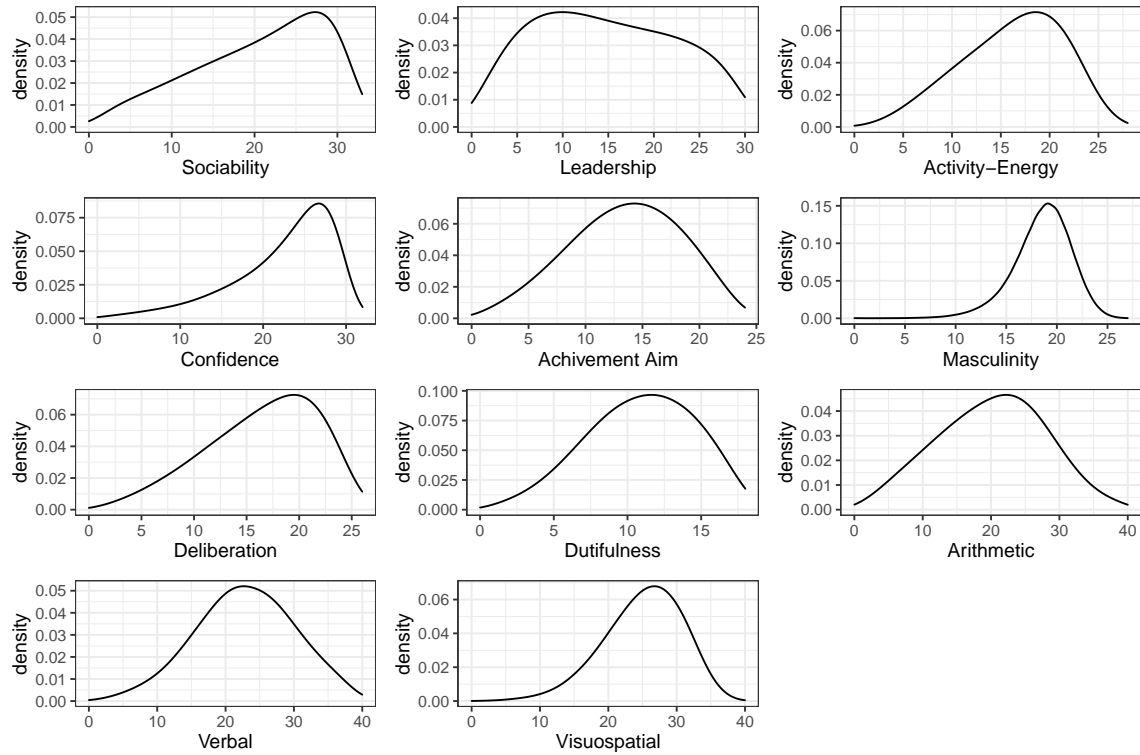 density
0.00 0.01 0.02 0.03 0.04 0.05
0 10 20 30
Sociability
density
0.00 0.01 0.02 0.03 0.04
0 5 10 15 20 25 30
Leadership
density
0.00 0.02 0.04 0.06
0 5 10 15 20 25
Activity−Energy
density
0.000 0.025 0.050 0.075
0 10 20 30
Confidence
density
0.00 0.02 0.04 0.06
0 5 10 15 20 25
Achivement Aim
density
0.00 0.05 0.10 0.15
0 5 10 15 20 25
Masculinity
density
0.00 0.02 0.04 0.06
0 5 10 15 20 25
Deliberation
density
0.000 0.025 0.050 0.075 0.100
0 5 10 15
Dutifulness
density
0.00 0.01 0.02 0.03 0.04
0 10 20 30 40
Arithmetic
density
0.00 0.01 0.02 0.03 0.04 0.05
0 10 20 30 40
Verbal
density
0.00 0.02 0.04 0.06
0 10 20 30 40
Visuospatial